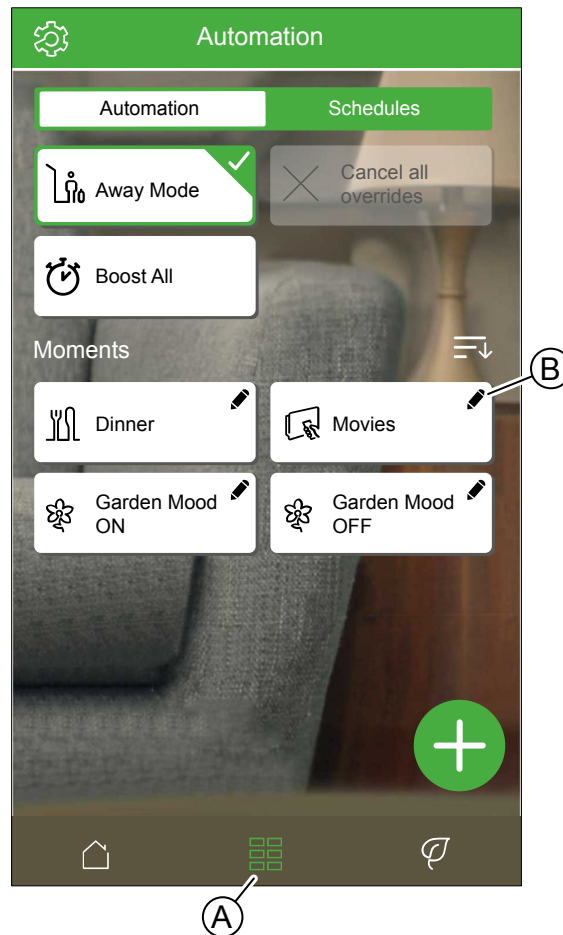 Automation
Automation
Schedules
Away Mode
Cancel all
overrides
Boost All
Moments
B
Dinner
Movies
Garden Mood
ON
Garden Mood
OFF
A